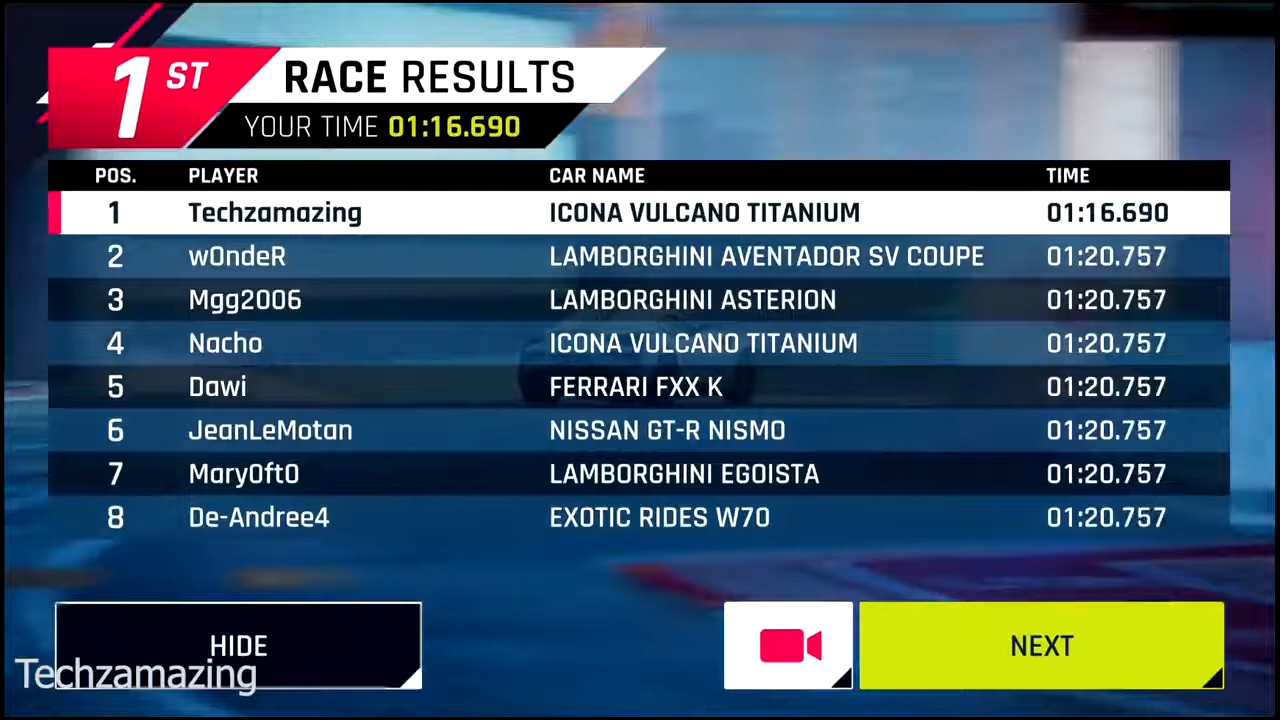 1 ST
RACE RESULTS
YOUR TIME 01:16.690
POS. PLAYER CAR NAME TIME
1 Techzamazing ICONA VULCANO TITANIUM 01:16.690
2 w0ndeR LAMBORGHINI AVENTADOR SV COUPE 01:20.757
3 Mgg2006 LAMBORGHINI ASTERION 01:20.757
4 Nacho ICONA VULCANO TITANIUM 01:20.757
5 Dawi FERRARI FXX K 01:20.757
6 JeanLeMotan NISSAN GT-R NISMO 01:20.757
7 Mary0ft0 LAMBORGHINI EGOISTA 01:20.757
8 De-Andree4 EXOTIC RIDES W70 01:20.757
HIDE NEXT
Techzamazing